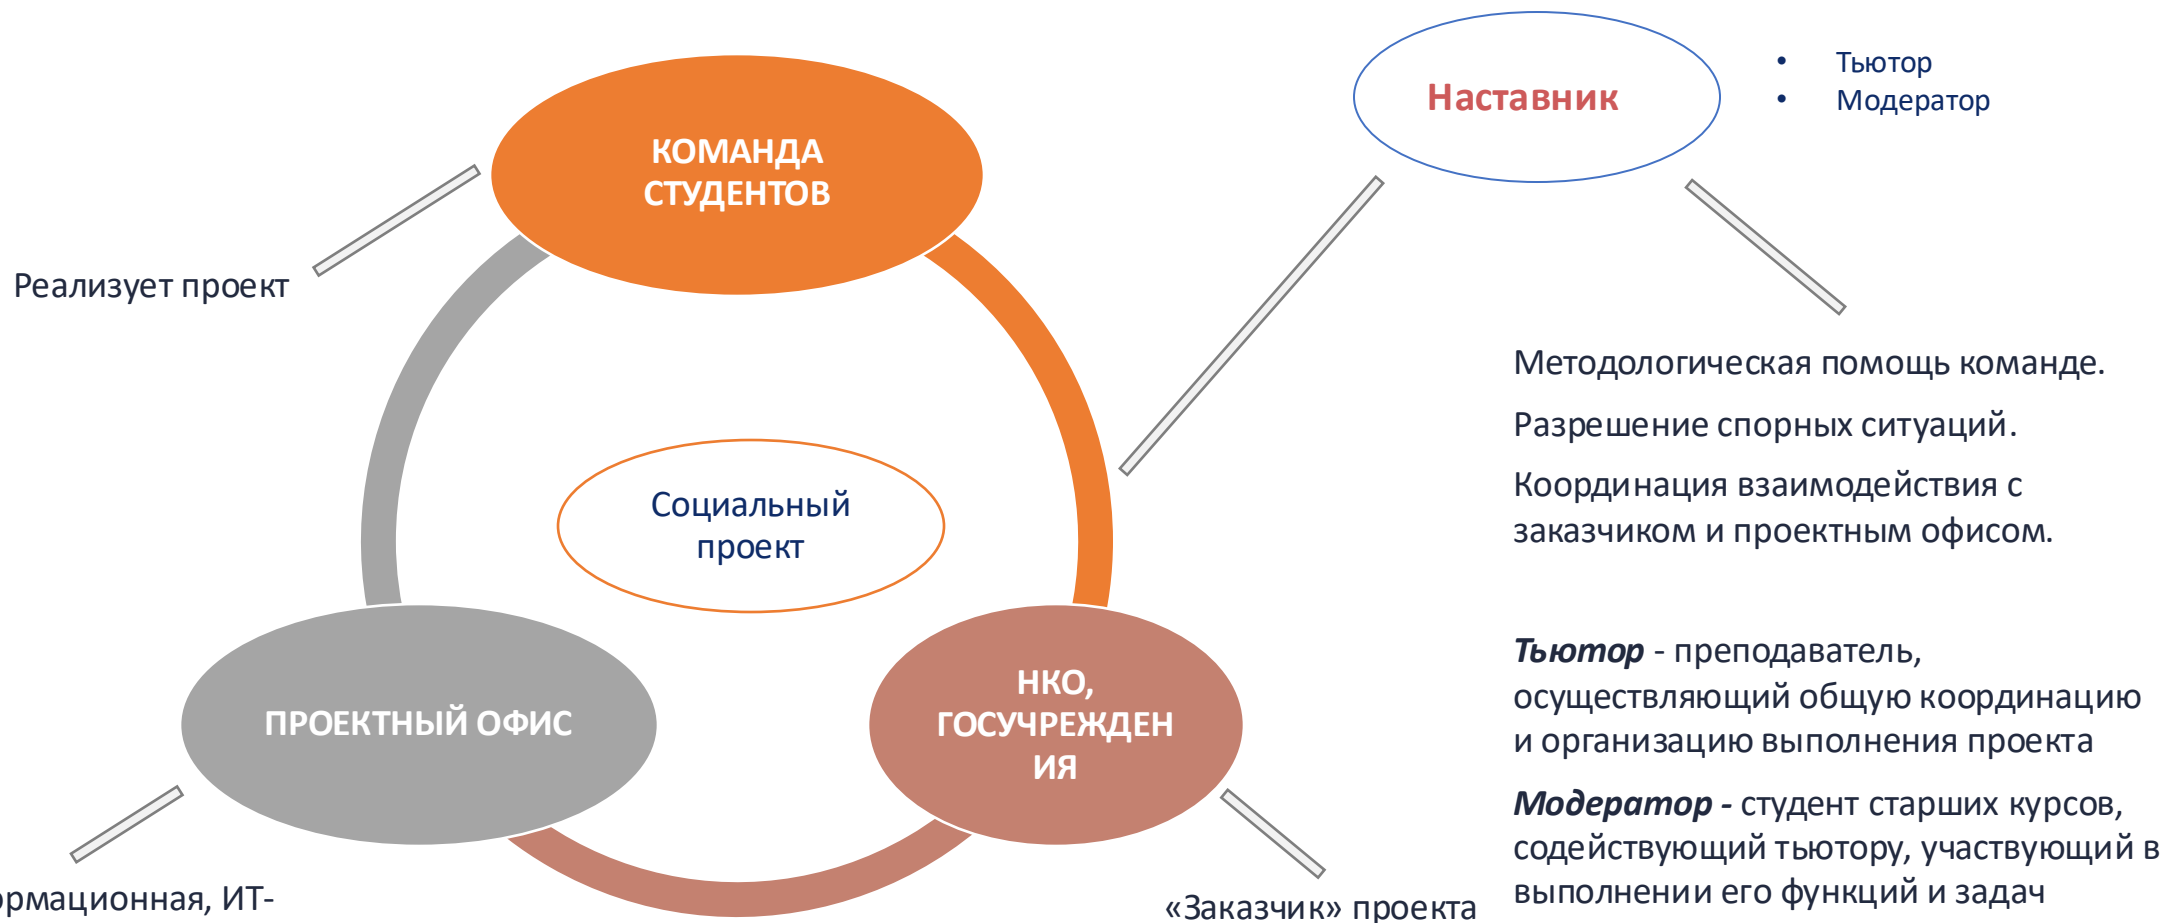 КОМАНДА
СТУДЕНТОВ
Реализует проект
Социальный
проект
ПРОЕКТНЫЙ ОФИС
НКО,
ГОСУЧРЕЖДЕН
ИЯ
ИТ-
«Заказчик» проекта
Наставник
• Тьютор
• Модератор
Методологическая помощь команде.
Разрешение спорных ситуаций.
Координация взаимодействия с
заказчиком и проектным офисом.
Тьютор - преподаватель,
осуществляющий общую координацию
и организацию выполнения проекта
Модератор - студент старших курсов,
содействующий тьютору, участвующий в
выполнении его функций и задач